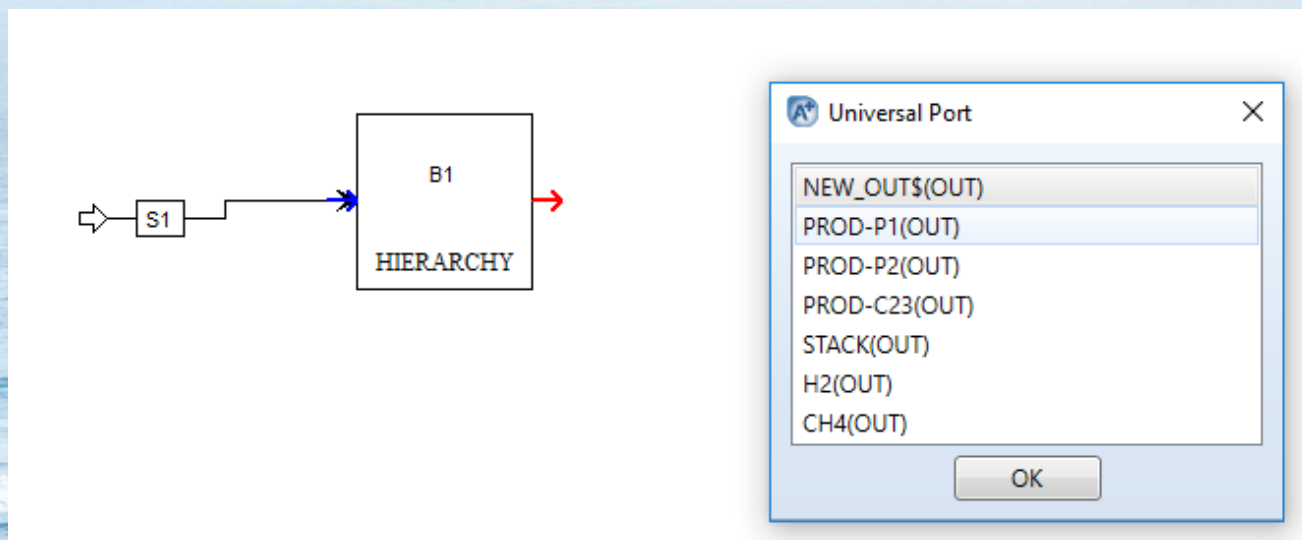 S1
B1
HIERARCHY
Universal Port
NEW_OUT$(OUT)
PROD-P1(OUT)
PROD-P2(OUT)
PROD-C23(OUT)
STACK(OUT)
H2(OUT)
CH4(OUT)
OK